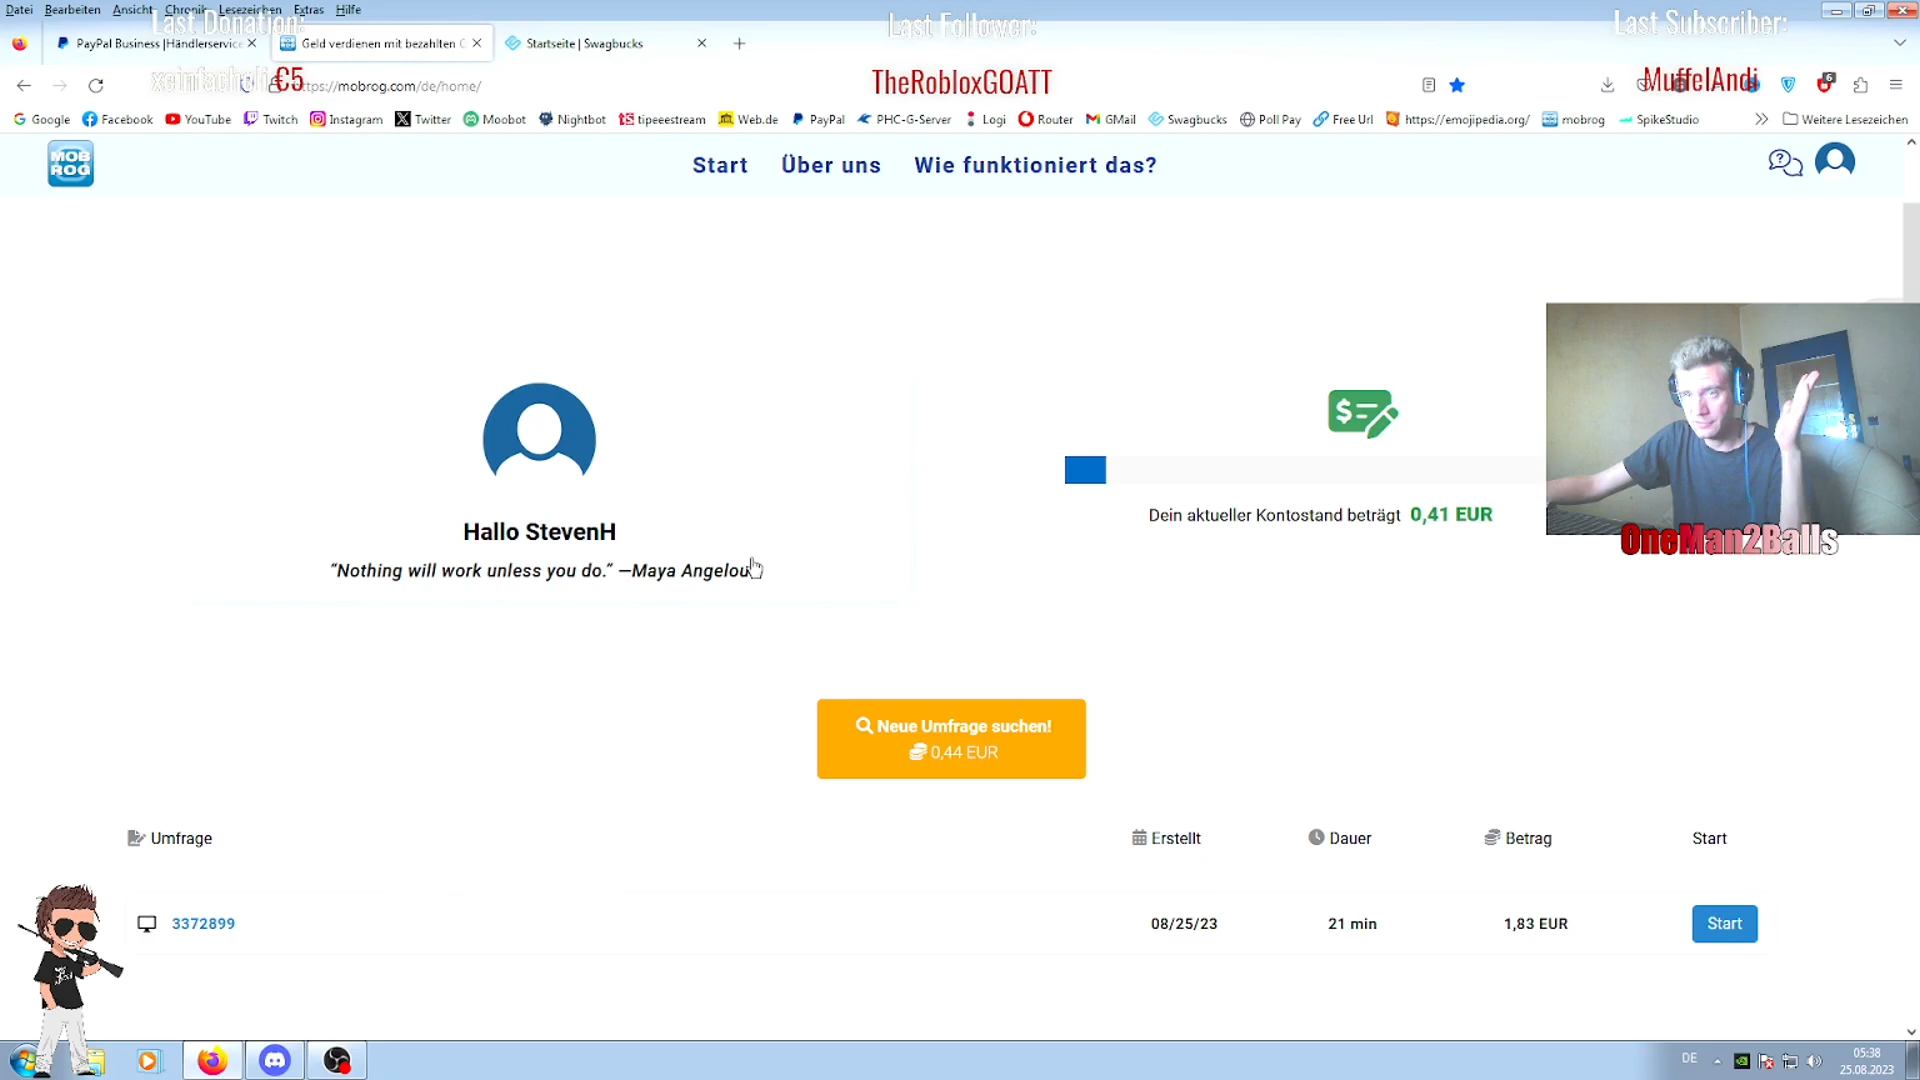 Datei Bearbeiten Ansicht Chronik Lesezeichen Extras Hilfe
Last Donation:
Last Follower:
Last Subscriber:
PayPal Business | Händlerservice
Geld verdienen mit bezahlten
Startseite | Swagbucks
€5
TheRobloxGOATT
MuffelAndi
ttps://mobrog.com/de/home/
6
Google Facebook YouTube Twitch Instagram Twitter Moobot Nightbot tipeeestream Web.de PayPal PHC-G-Server Logi Router GMail Swagbucks Poll Pay Free Url https://emojipedia.org/ mobrog SpikeStudio Weitere Lesezeichen
MOB
ROG
Start Über uns Wie funktioniert das?
Hallo StevenH
“Nothing will work unless you do.” —Maya Angelou
Dein aktueller Kontostand beträgt 0,41 EUR
OneMan2Balls
Neue Umfrage suchen!
0,44 EUR
Umfrage Erstellt Dauer Betrag Start
3372899 08/25/23 21 min 1,83 EUR Start
DE
05:38
25.08.2023